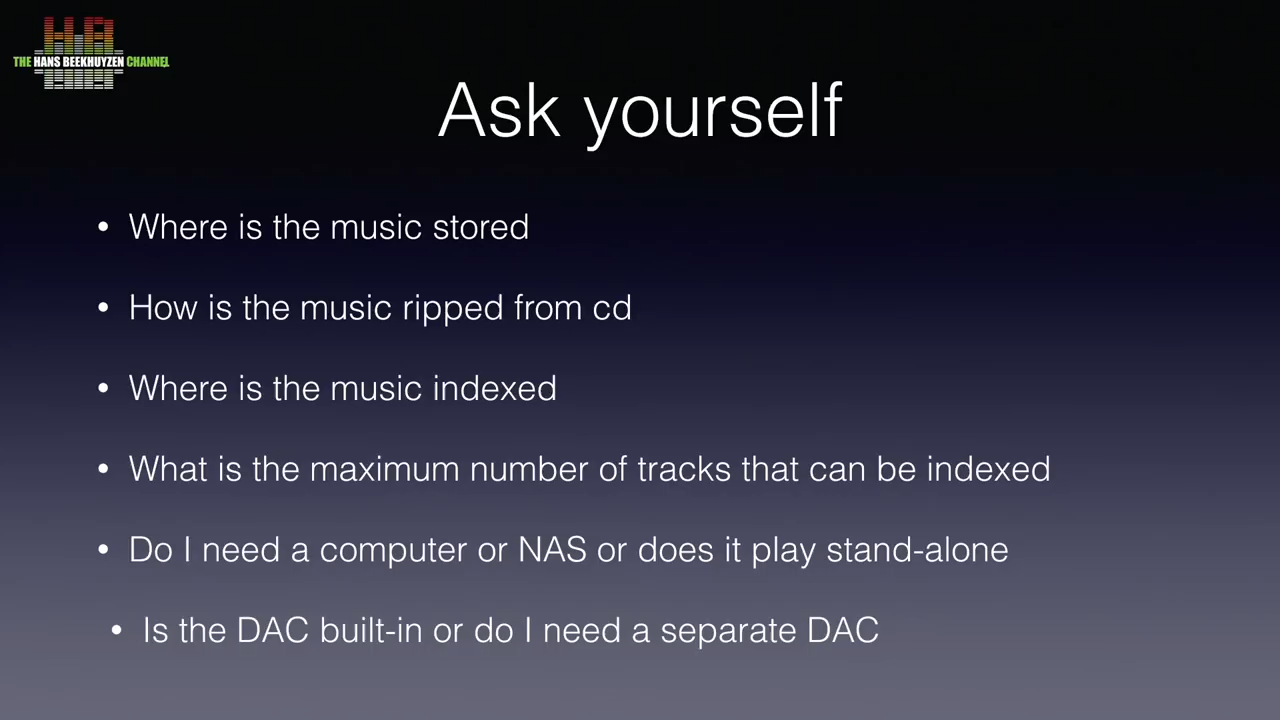 THE HANS BEEKHUYZEN CHANNEL
Ask yourself
• Where is the music stored
• How is the music ripped from cd
• Where is the music indexed
• What is the maximum number of tracks that can be indexed
• Do I need a computer or NAS or does it play stand-alone
• Is the DAC built-in or do I need a separate DAC